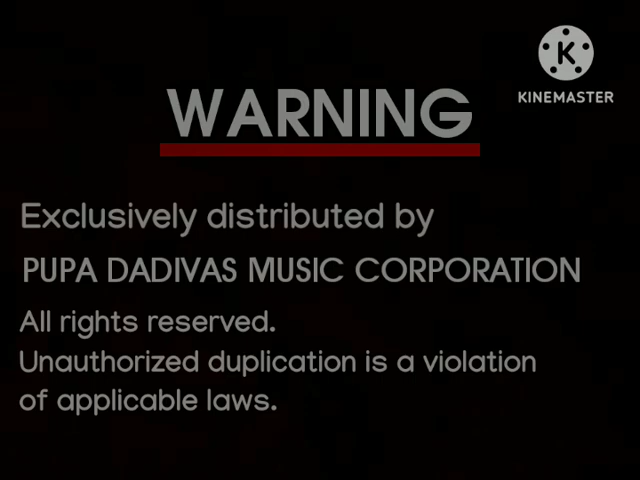 K
KINEMASTER
WARNING
Exclusively distributed by
PUPA DADIVAS MUSIC CORPORATION
All rights reserved.
Unauthorized duplication is a violation
of applicable laws.